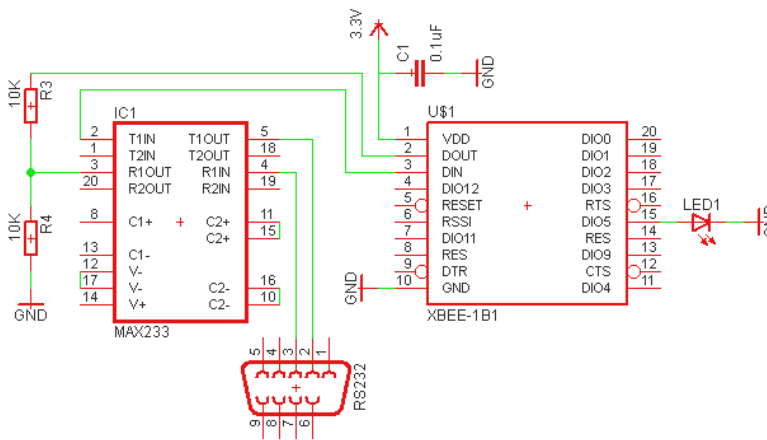 3.3V
C1
0.1uF
GND
10K
R3
IC1
2 T1IN T1OUT 5
1 T2IN T2OUT 18
3 R1OUT R1IN 4
20 R2OUT R2IN 19
8 C1+ C2+ 11
C2+ 15
13 C1-
12 V-
17 V- C2- 16
14 V+ C2- 10
MAX233
10K
R4
GND
U$1
1 VDD DIO0 20
2 DOUT DIO1 19
3 DIN DIO2 18
4 DIO12 DIO3 17
5 RESET RTS 16
6 RSSI DIO5 15
7 DIO11 RES 14
8 RES DIO9 13
9 DTR CTS 12
10 GND DIO4 11
XBEE-1B1
GND
LED1
5 4 3 2 1
9 8 7 6
RS232